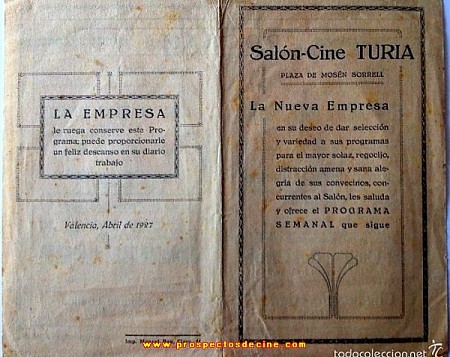 LA EMPRESA
le ruega conserve este Pro-
grama; puede proporcionarle
un feliz descanso en su diario
trabajo
Valencia, Abril de 1927
Imp.
Salón-Cine TURIA
PLAZA DE MOSÉN SORRELL
La Nueva Empresa
en su deseo de dar selección
y variedad a sus programas
para el mayor solaz, regocijo,
distracción amena y sana ale-
gría de sus convecinos, con-
currentes al Salón, les saluda
y ofrece el PROGRAMA
SEMANAL que sigue
www.prospectosdecine.com
todocoleccion.net